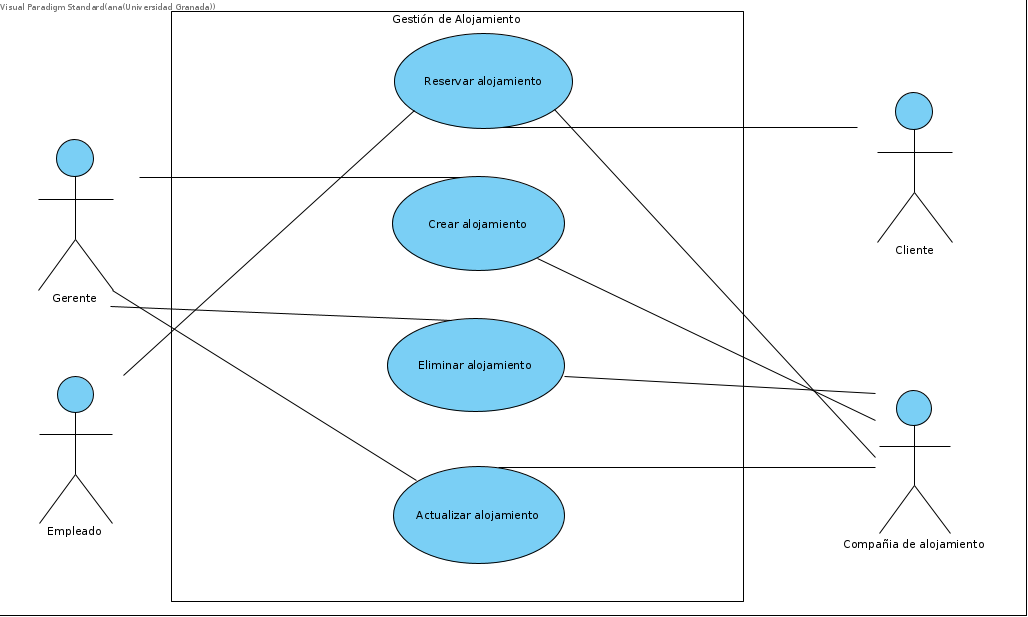 Visual Paradigm Standard(ana(Universidad Granada))
Gestión de Alojamiento
Reservar alojamiento
Crear alojamiento
Cliente
Gerente
Eliminar alojamiento
Actualizar alojamiento
Empleado
Compañia de alojamiento